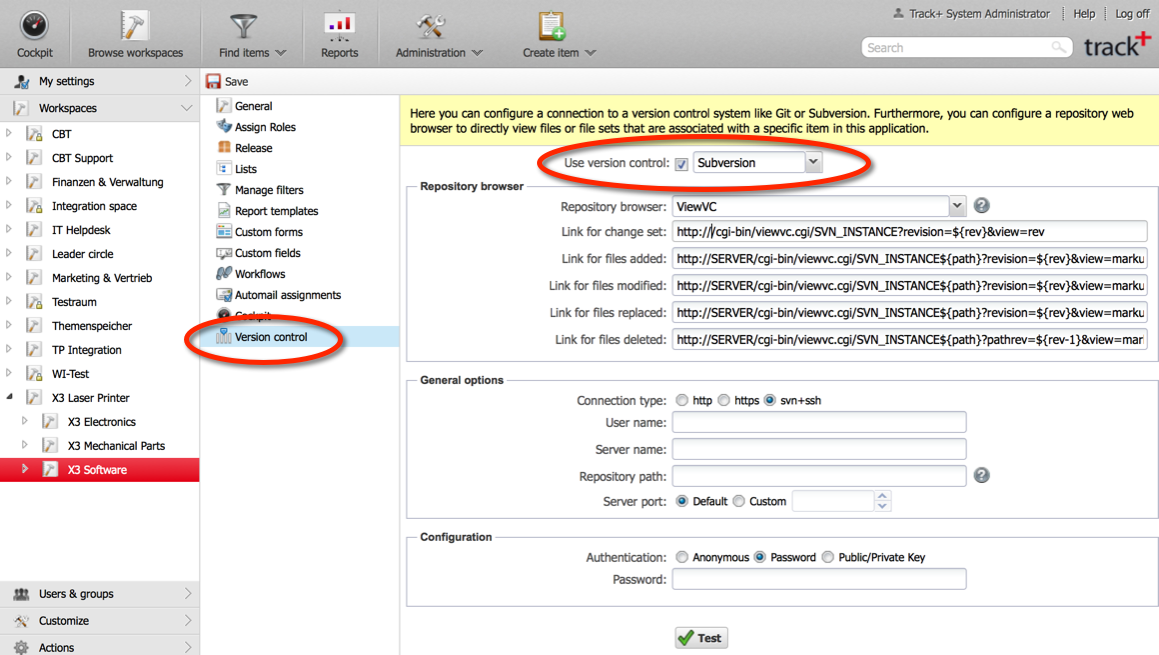 Cockpit
Browse workspaces
Find items
Reports
Administration
Create item
Track+ System Administrator
Help
Log off
Search
track+
My settings
Workspaces
CBT
CBT Support
Finanzen & Verwaltung
Integration space
IT Helpdesk
Leader circle
Marketing & Vertrieb
Testraum
Themenspeicher
TP Integration
WI-Test
X3 Laser Printer
X3 Electronics
X3 Mechanical Parts
X3 Software
Users & groups
Customize
Actions
Save
General
Assign Roles
Release
Lists
Manage filters
Report templates
Custom forms
Custom fields
Workflows
Automail assignments
Cockpit
Version control
Here you can configure a connection to a version control system like Git or Subversion. Furthermore, you can configure a repository web
browser to directly view files or file sets that are associated with a specific item in this application.
Use version control: Subversion
Repository browser
Repository browser: ViewVC
Link for change set: http://cgi-bin/viewvc.cgi/SVN_INSTANCE?revision=${rev}&view=rev
Link for files added: http://SERVER/cgi-bin/viewvc.cgi/SVN_INSTANCE${path}?revision=${rev}&view=marku
Link for files modified: http://SERVER/cgi-bin/viewvc.cgi/SVN_INSTANCE${path}?revision=${rev}&view=marku
Link for files replaced: http://SERVER/cgi-bin/viewvc.cgi/SVN_INSTANCE${path}?revision=${rev}&view=marku
Link for files deleted: http://SERVER/cgi-bin/viewvc.cgi/SVN_INSTANCE${path}?pathrev=${rev-1}&view=mar
General options
Connection type: http https svn+ssh
User name:
Server name:
Repository path:
Server port: Default Custom
Configuration
Authentication: Anonymous Password Public/Private Key
Password:
Test